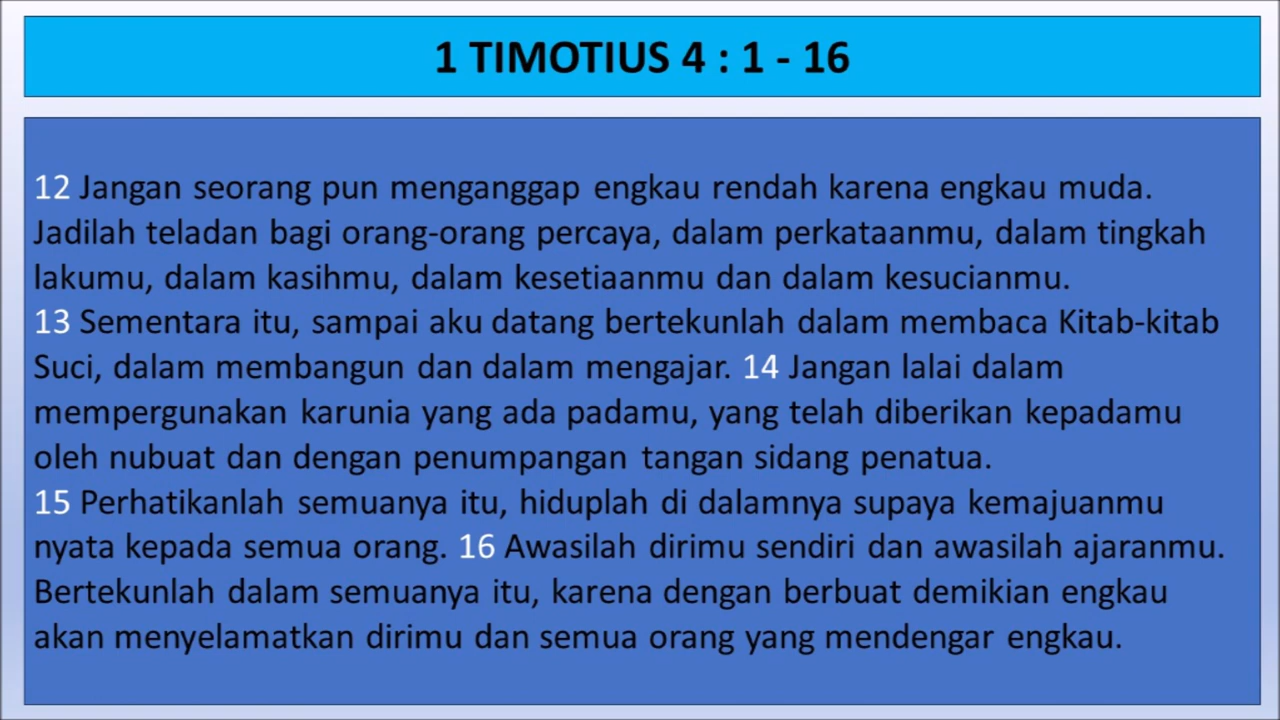 1 TIMOTIUS 4 : 1 - 16
12 Jangan seorang pun menganggap engkau rendah karena engkau muda.
Jadilah teladan bagi orang-orang percaya, dalam perkataanmu, dalam tingkah
lakumu, dalam kasihmu, dalam kesetiaanmu dan dalam kesucianmu.
13 Sementara itu, sampai aku datang bertekunlah dalam membaca Kitab-kitab
Suci, dalam membangun dan dalam mengajar. 14 Jangan lalai dalam
mempergunakan karunia yang ada padamu, yang telah diberikan kepadamu
oleh nubuat dan dengan penumpangan tangan sidang penatua.
15 Perhatikanlah semuanya itu, hiduplah di dalamnya supaya kemajuanmu
nyata kepada semua orang. 16 Awasilah dirimu sendiri dan awasilah ajaranmu.
Bertekunlah dalam semuanya itu, karena dengan berbuat demikian engkau
akan menyelamatkan dirimu dan semua orang yang mendengar engkau.